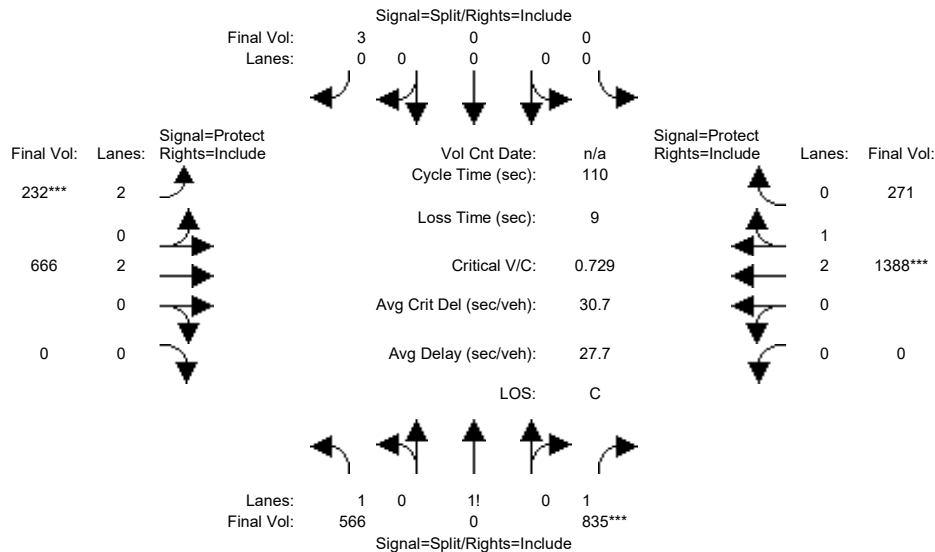 Signal=Split/Rights=Include
Final Vol: 3 0 0
Lanes: 0 0 0 0 0
Signal=Protect Signal=Protect
Final Vol: Lanes: Rights=Include Vol Cnt Date: n/a Rights=Include Lanes: Final Vol:
Cycle Time (sec): 110
232*** 2 0 271
Loss Time (sec): 9
0 1
666 2 Critical V/C: 0.729 2 1388***
0 Avg Crit Del (sec/veh): 30.7 0
0 0 Avg Delay (sec/veh): 27.7 0 0
LOS: C
Lanes: 1 0 1! 0 1
Final Vol: 566 0 835***
Signal=Split/Rights=Include